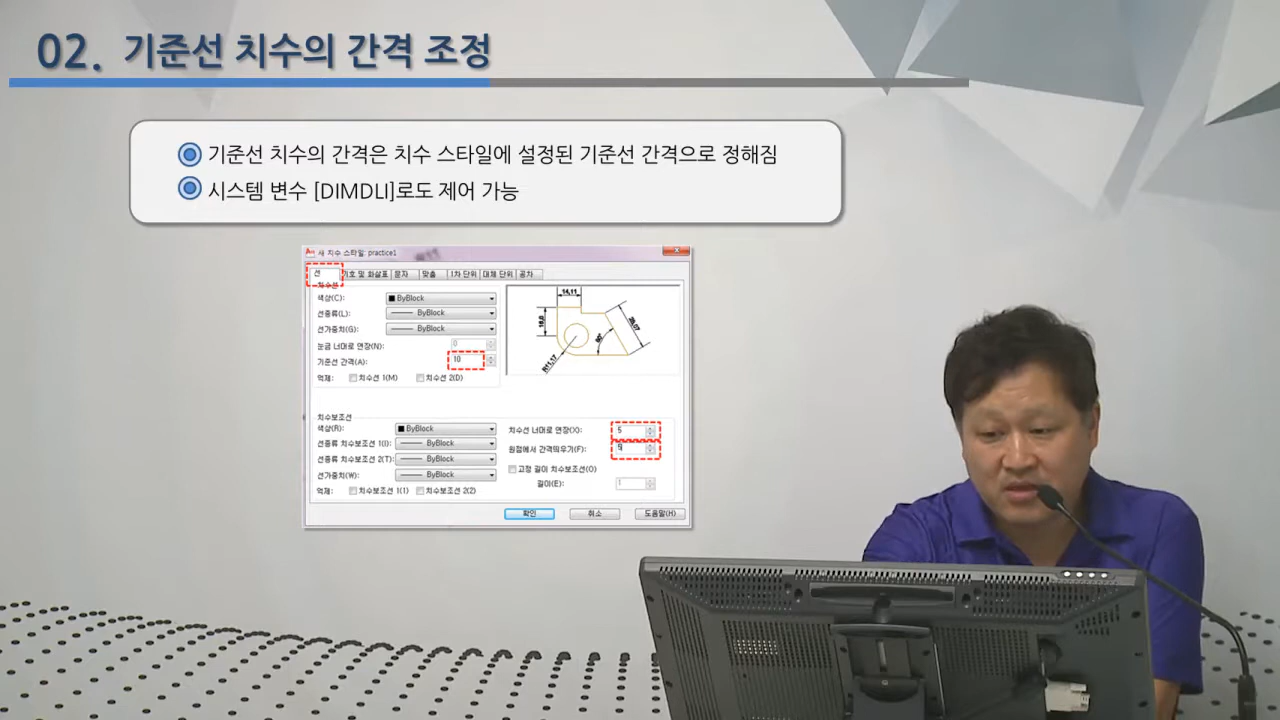 02. 기준선 치수의 간격 조정
기준선 치수의 간격은 치수 스타일에 설정된 기준선 간격으로 정해짐
시스템 변수 [DIMDLI]로도 제어 가능
새 치수 스타일: practice1
선 기호 및 화살표 문자 맞춤 1차 단위 대체 단위 공차
치수선
색상(C): ByBlock
선종류(L): ByBlock
선가중치(G): ByBlock
눈금 너머로 연장(N): 0
기준선 간격(A): 10
억제: 치수선 1(M) 치수선 2(D)
14,11
16,6
28,07
60°
R11,17
치수보조선
색상(R): ByBlock
선종류 치수보조선 1(I): ByBlock
선종류 치수보조선 2(T): ByBlock
선가중치(W): ByBlock
억제: 치수보조선 1(1) 치수보조선 2(2)
치수선 너머로 연장(X): 5
원점에서 간격띄우기(F):
고정 길이 치수보조선(O)
길이(E): 1
확인 취소 도움말(H)